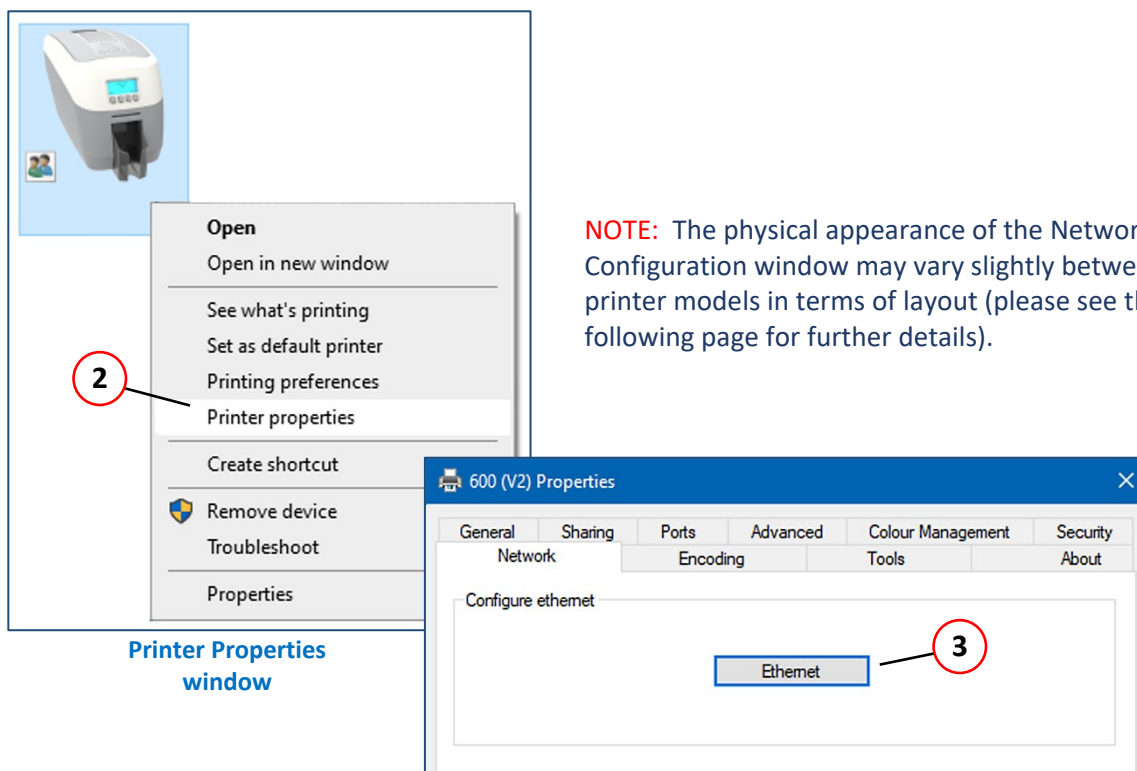 Open
Open in new window
See what's printing
Set as default printer
Printing preferences
2
Printer properties
Create shortcut
Remove device
Troubleshoot
Properties
Printer Properties
window
NOTE: The physical appearance of the
Configuration window may vary slightly
printer models in terms of layout (please see
following page for further details).
600 (V2) Properties
General Sharing Ports Advanced Colour Management Security
Network Encoding Tools About
Configure ethernet
Ethernet
3